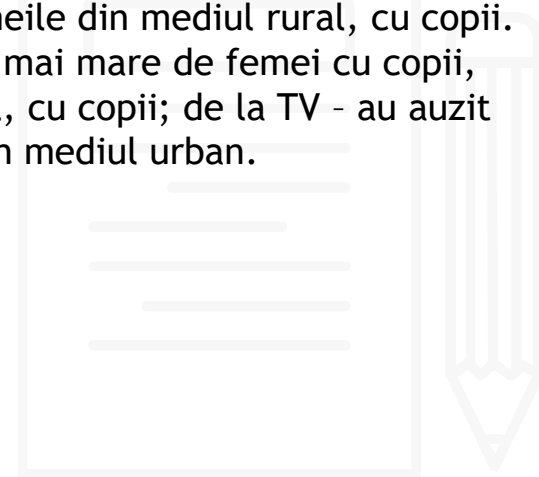 din mediul rural, cu copii.
mai mare de femei cu copii,
, cu copii; de la TV – au auzit
mediul urban.